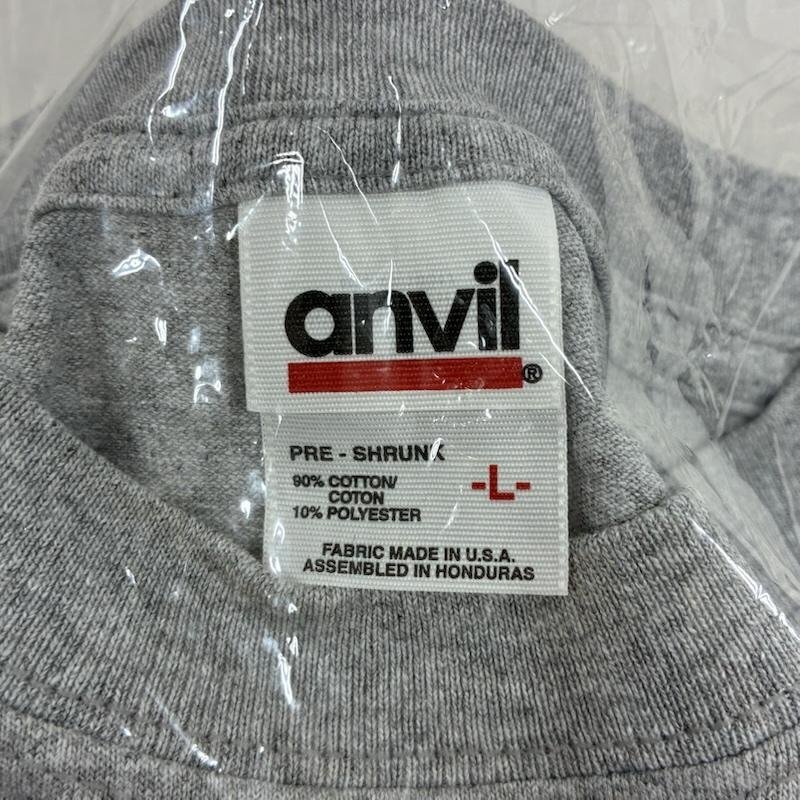 anvil®
PRE - SHRUNK
90% COTTON/
COTON
10% POLYESTER
-L-
FABRIC MADE IN U.S.A.
ASSEMBLED IN HONDURAS